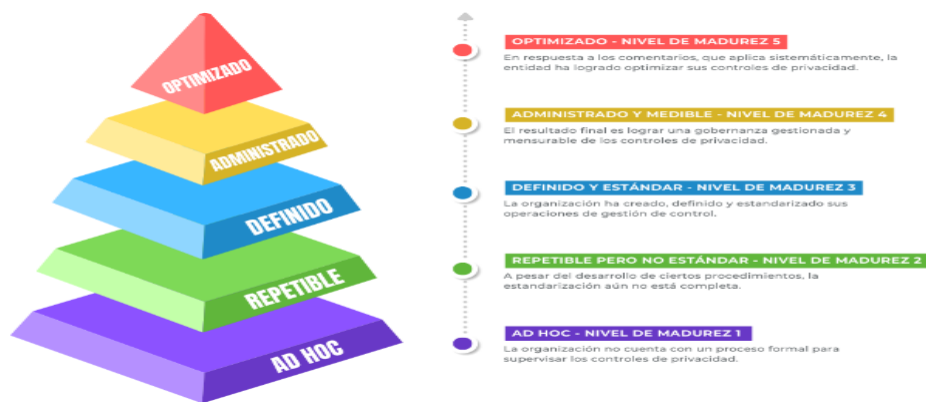 OPTIMIZADO
ADMINISTRADO
DEFINIDO
REPETIBLE
AD HOC
OPTIMIZADO - NIVEL DE MADUREZ 5
En respuesta a los comentarios, que aplica sistemáticamente, la
entidad ha logrado optimizar sus controles de privacidad.
ADMINISTRADO Y MEDIBLE - NIVEL DE MADUREZ 4
El resultado final es lograr una gobernanza gestionada y
mensurable de los controles de privacidad.
DEFINIDO Y ESTÁNDAR - NIVEL DE MADUREZ 3
La organización ha creado, definido y estandarizado sus
operaciones de gestión de control.
REPETIBLE PERO NO ESTÁNDAR - NIVEL DE MADUREZ 2
A pesar del desarrollo de ciertos procedimientos, la
estandarización aún no está completa.
AD HOC - NIVEL DE MADUREZ 1
La organización no cuenta con un proceso formal para
supervisar los controles de privacidad.